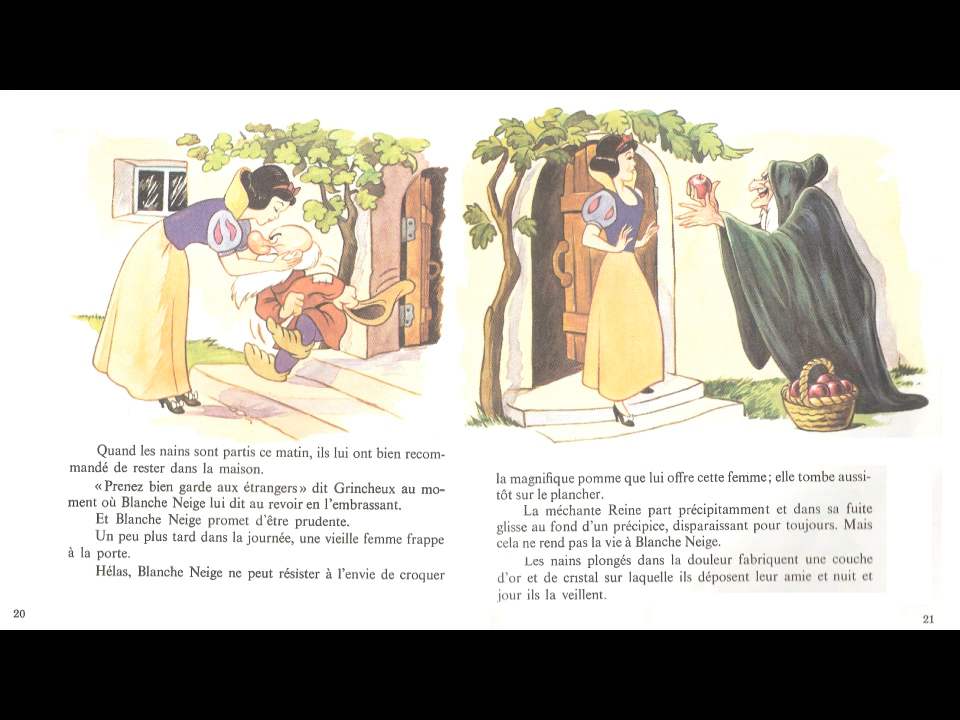 Quand les nains sont partis ce matin, ils lui ont bien recom-
mandé de rester dans la maison.
« Prenez bien garde aux étrangers » dit Grincheux au mo-
ment où Blanche Neige lui dit au revoir en l'embrassant.
Et Blanche Neige promet d'être prudente.
Un peu plus tard dans la journée, une vieille femme frappe
à la porte.
Hélas, Blanche Neige ne peut résister à l'envie de croquer
20
la magnifique pomme que lui offre cette femme; elle tombe aussi-
tôt sur le plancher.
La méchante Reine part précipitamment et dans sa fuite
glisse au fond d'un précipice, disparaissant pour toujours. Mais
cela ne rend pas la vie à Blanche Neige.
Les nains plongés dans la douleur fabriquent une couche
d'or et de cristal sur laquelle ils déposent leur amie et nuit et
jour ils la veillent.
21